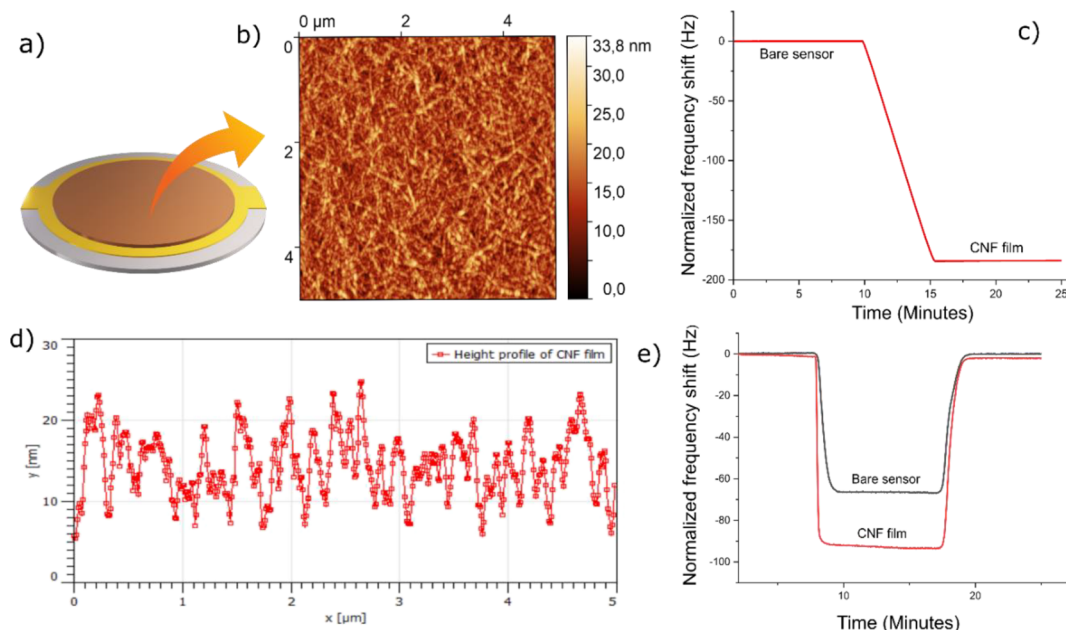 a)
b)
0 µm 2 4
0
2
4
33,8 nm
30,0
25,0
20,0
15,0
10,0
5,0
0,0
c)
Normalized frequency shift (Hz)
0
-50
-100
-150
-200
Bare sensor
CNF film
0 5 10 15 20 25
Time (Minutes)
d)
Height profile of CNF film
y [nm]
30
20
10
0
0 1 2 3 4 5
x [µm]
e)
Normalized frequency shift (Hz)
0
-20
-40
-60
-80
-100
Bare sensor
CNF film
10 20
Time (Minutes)